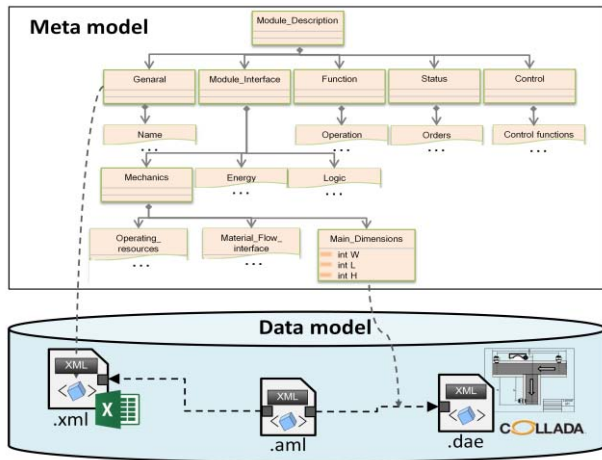 Meta model
Module_Description
Genaral
Module_Interface
Function
Status
Control
Name
...
Operation
...
Orders
...
Control functions
...
Mechanics
Energy
...
Logic
...
Operating_
resources
...
Material_Flow_
interface
...
Main_Dimensions
int W
int L
int H
Data model
XML
.xml
X
XML
.aml
XML
.dae
COLLADA